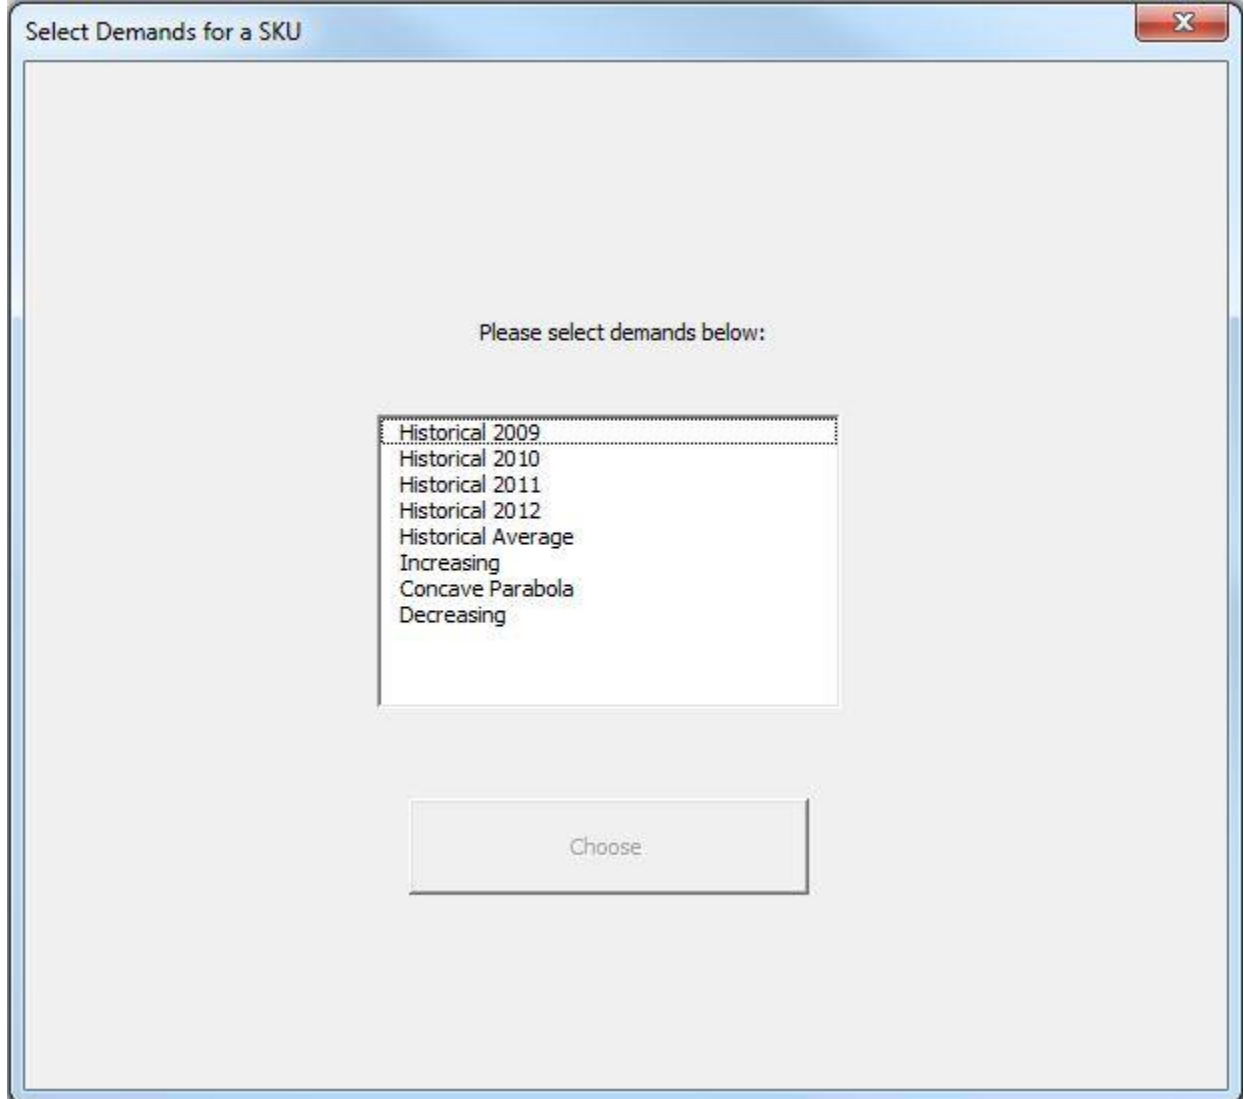 Select Demands for a SKU
Please select demands below:
Historical 2009
Historical 2010
Historical 2011
Historical 2012
Historical Average
Increasing
Concave Parabola
Decreasing
Choose